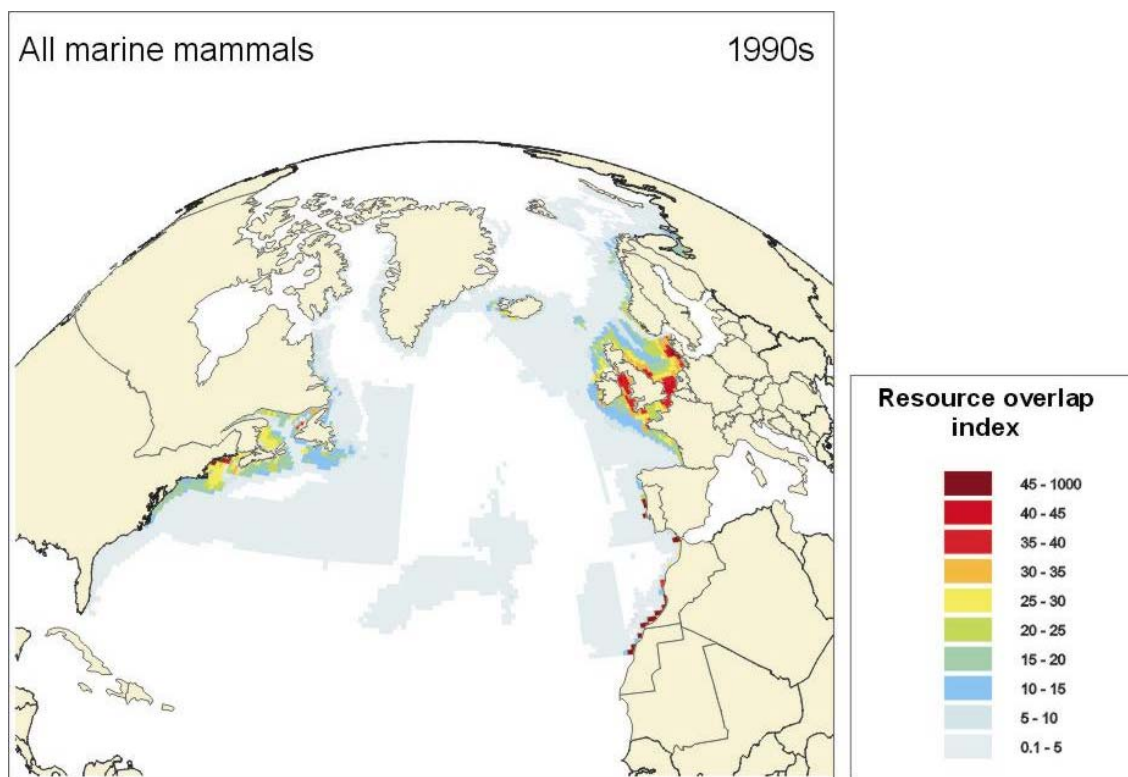 All marine mammals
1990s
Resource overlap
index
45 - 1000
40 - 45
35 - 40
30 - 35
25 - 30
20 - 25
15 - 20
10 - 15
5 - 10
0.1 - 5